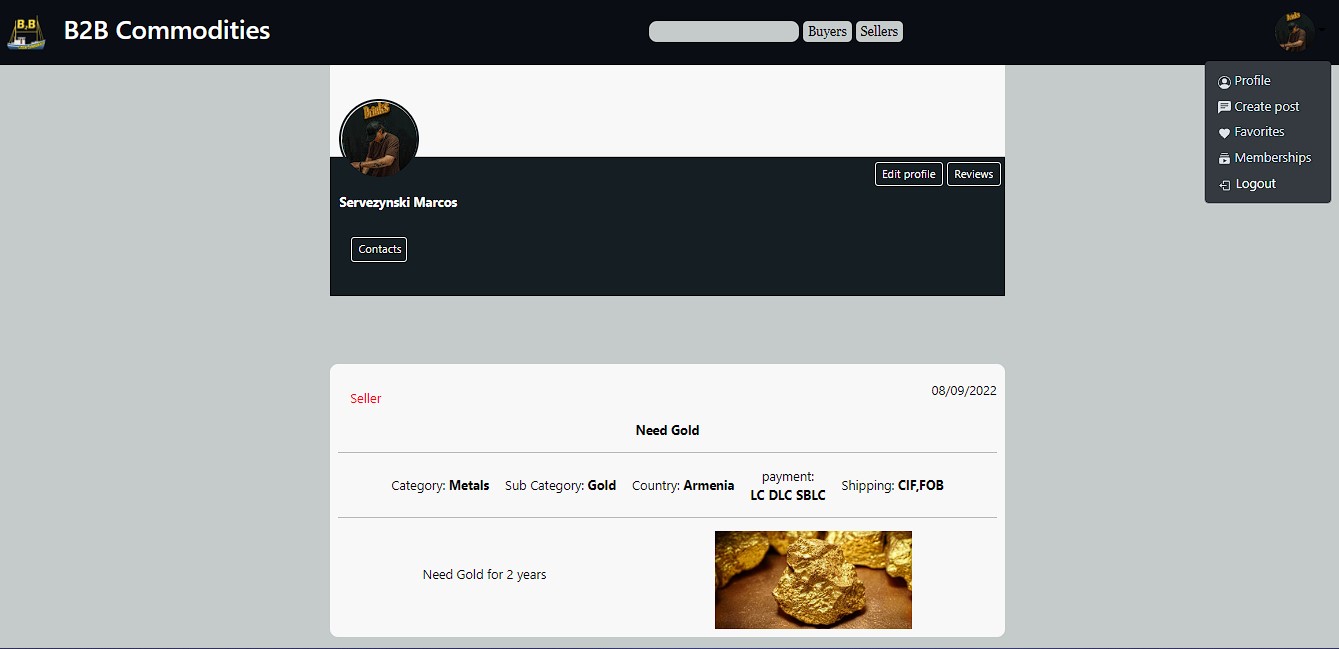 B,B
B2B Commodities
Buyers
Sellers
Drinks
Profile
Create post
Favorites
Memberships
Logout
Drinks
Edit profile
Reviews
Servezynski Marcos
Contacts
08/09/2022
Seller
Need Gold
Category: Metals
Sub Category: Gold
Country: Armenia
payment:
LC DLC SBLC
Shipping: CIF,FOB
Need Gold for 2 years